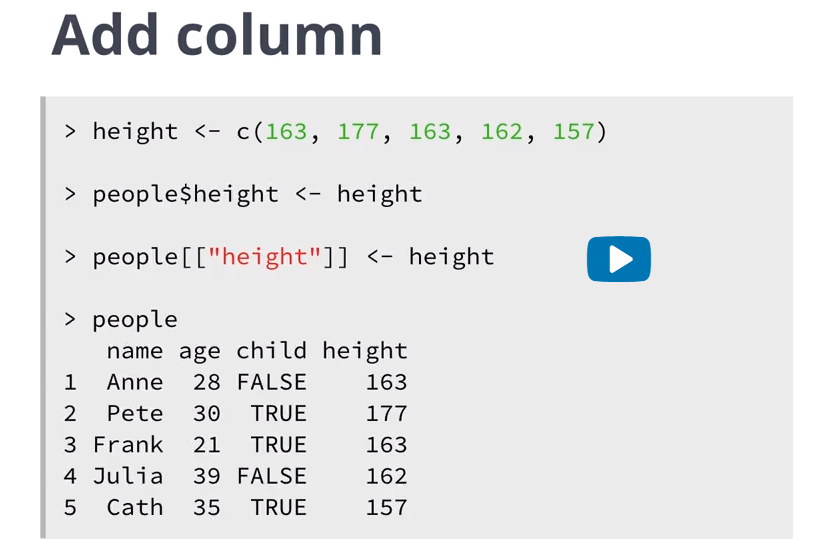 Add column
> height <- c(163, 177, 163, 162, 157)
> people$height <- height
> people[["height"]] <- height
> people
   name age child height
1  Anne  28 FALSE    163
2  Pete  30  TRUE    177
3 Frank  21  TRUE    163
4 Julia  39 FALSE    162
5  Cath  35  TRUE    157